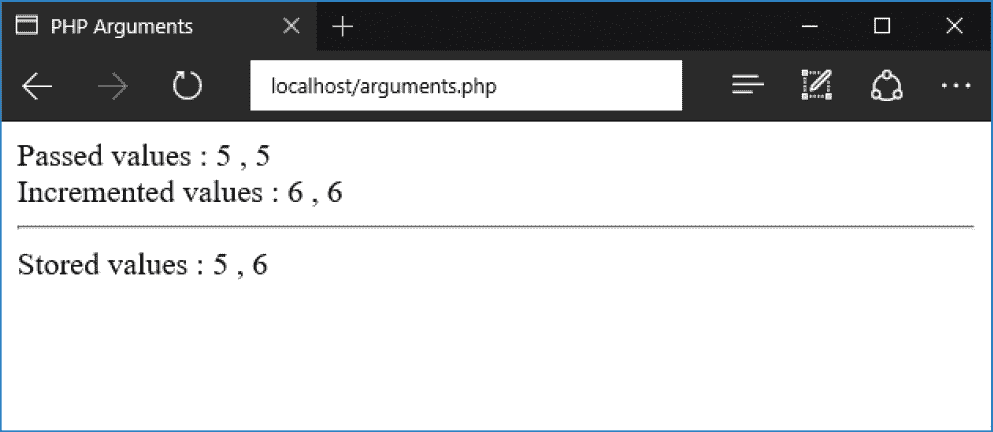 PHP Arguments
localhost/arguments.php
Passed values : 5 , 5
Incremented values : 6 , 6
Stored values : 5 , 6